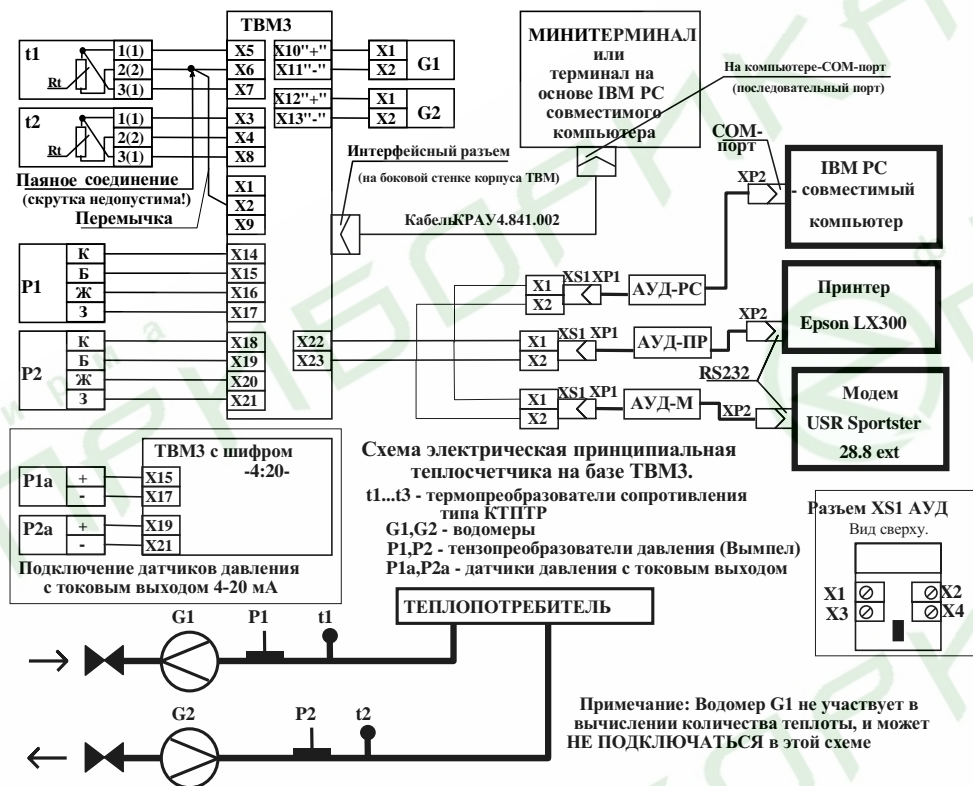 ТВМ3
t1
Rt
1(1)
2(2)
3(1)
X5
X6
X7
X10"+"
X11"-"
X1
X2
G1
X12"+"
X13"-"
X1
X2
G2
t2
Rt
1(1)
2(2)
3(1)
X3
X4
X8
Паяное соединение
(скрутка недопустима!)
Перемычка
X1
X2
X9
P1
К
Б
Ж
З
X14
X15
X16
X17
P2
К
Б
Ж
З
X18
X19
X20
X21
X22
X23
МИНИТЕРМИНАЛ
или
терминал на
основе IBM PC
совместимого
компьютера
На компьютере-COM-порт
(последовательный порт)
Интерфейсный разъем
(на боковой стенке корпуса ТВМ)
КабельКРАУ4.841.002
COM-
порт
XP2
IBM PC
- совместимый
компьютер
X1
X2
XS1 XP1
АУД-PC
Принтер
Epson LX300
X1
X2
XS1 XP1
АУД-ПР
XP2
RS232
X1
X2
XS1 XP1
АУД-М
XP2
Модем
USR Sportster
28.8 ext
ТВМ3 с шифром
-4:20-
P1a
+
-
X15
X17
P2a
+
-
X19
X21
Подключение датчиков давления
с токовым выходом 4-20 мА
Схема электрическая принципиальная
теплосчетчика на базе ТВМ3.
t1...t3 - термопреобразователи сопротивления
типа КТПТР
G1,G2 - водомеры
P1,P2 - тензопреобразователи давления (Вымпел)
P1a,P2a - датчики давления с токовым выходом
Разъем XS1 АУД
Вид сверху.
X1
X2
X3
X4
ТЕПЛОПОТРЕБИТЕЛЬ
G1
P1
t1
G2
P2
t2
Примечание: Водомер G1 не участвует в
вычислении количества теплоты, и может
НЕ ПОДКЛЮЧАТЬСЯ в этой схеме